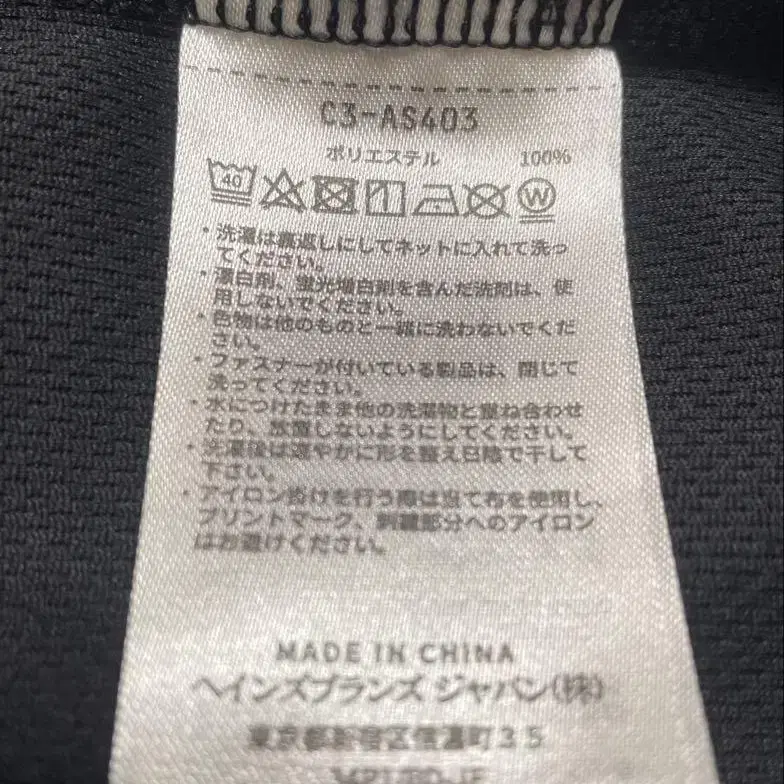 C3-AS403
ポリエステル 100%
40
W
・洗濯は裏返しにしてネットに入れて洗っ
てください。
・漂白剤、蛍光増白剤を含んだ洗剤は、使
用しないでください。
・色物は他のものと一緒に洗わないでくだ
さい。
・ファスナーが付いている製品は、閉じて
洗ってください。
・水につけたまま他の洗濯物と重ね合わせ
たり、放置しないようにしてください。
・洗濯後は速やかに形を整え日陰で干して
下さい。
・アイロン掛けを行う際は当て布を使用し、
プリントマーク、刺繍部分へのアイロン
はお避けください。
MADE IN CHINA
ヘインズブランズ ジャパン(株)
東京都新宿区信濃町35